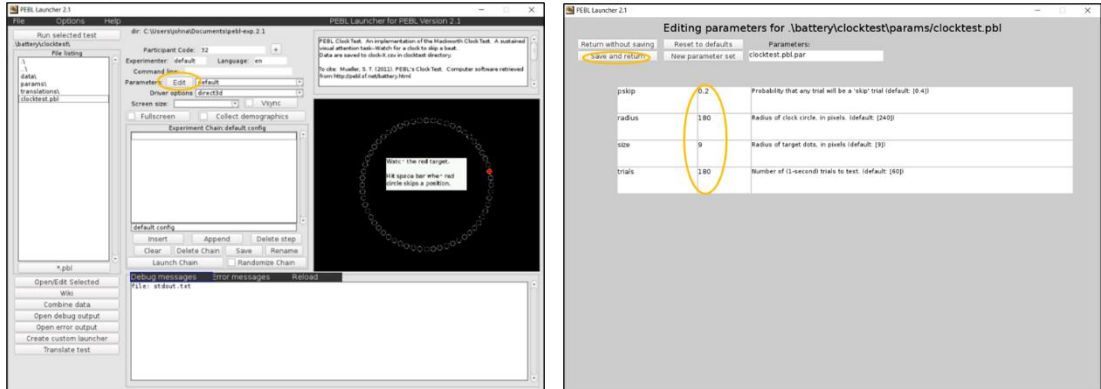 PEBL Launcher 2.1
File Options Help
PEBL Launcher for PEBL Version 2.1
Run selected test
\battery\clocktest\
File listing
.\
..\
data\
params\
translations\
clocktest.pbl
*.pbl
Open/Edit Selected
Wiki
Combine data
Open debug output
Open error output
Create custom launcher
Translate test
dir: C:\Users\johna\Documents\pebl-exp.2.1
Participant Code: 32 +
Experimenter: default Language: en
Command line:
Parameters: Edit default
Driver options direct3d
Screen size: Vsync
Fullscreen Collect demographics
Experiment Chain:default.config
default.config
Insert Append Delete step
Clear Delete Chain Save Rename
Launch Chain Randomize Chain
Debug messages Error messages Reload
file: stdout.txt
PEBL Clock Test. An implementation of the Mackworth Clock Test. A sustained
visual attention task--Watch for a clock to skip a beat.
Data are saved to clock-X.csv in clocktest directory.
To cite: Mueller, S. T. (2011). PEBL's Clock Test. Computer software retrieved
from http://pebl.sf.net/battery.html
Watch the red target.
Hit space bar when red
circle skips a position.
PEBL Launcher 2.1
Editing parameters for .\battery\clocktest\params/clocktest.pbl
Return without saving Reset to defaults Parameters:
Save and return New parameter set clocktest.pbl.par
pskip 0.2 Probability that any trial will be a 'skip' trial (default: [0.4])
radius 180 Radius of clock circle, in pixels. (default: [240])
size 9 Radius of target dots, in pixels (default: [9])
trials 180 Number of (1-second) trials to test. (default: [60])